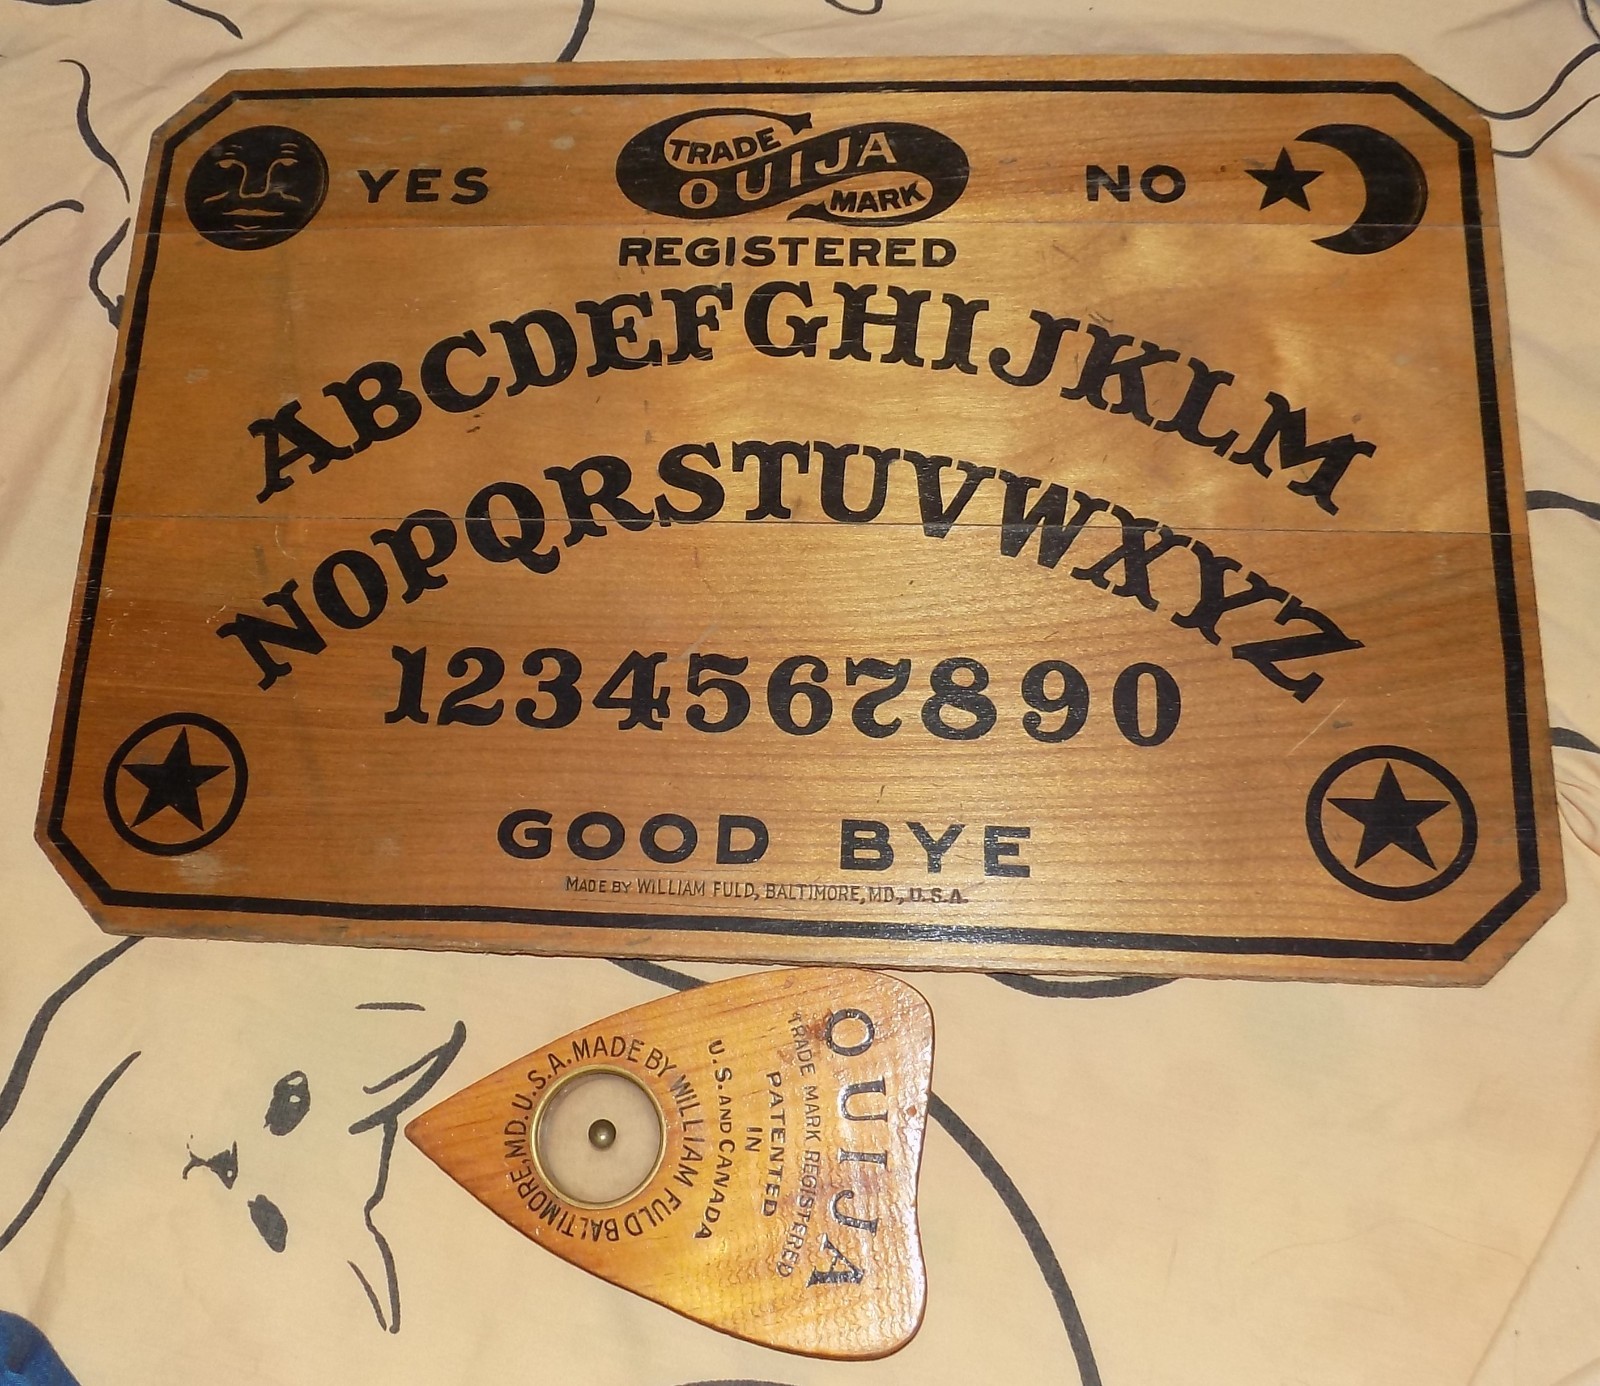 YES
TRADE
OUIJA
MARK
NO
REGISTERED
ABCDEFGHIJKLM
NOPQRSTUVWXYZ
1234567890
GOOD BYE
MADE BY WILLIAM FULD, BALTIMORE, MD., U.S.A.
OUIJA
TRADE MARK REGISTERED
PATENTED
IN
U.S. AND CANADA
MADE BY WILLIAM FULD BALTIMORE, MD. U.S.A.